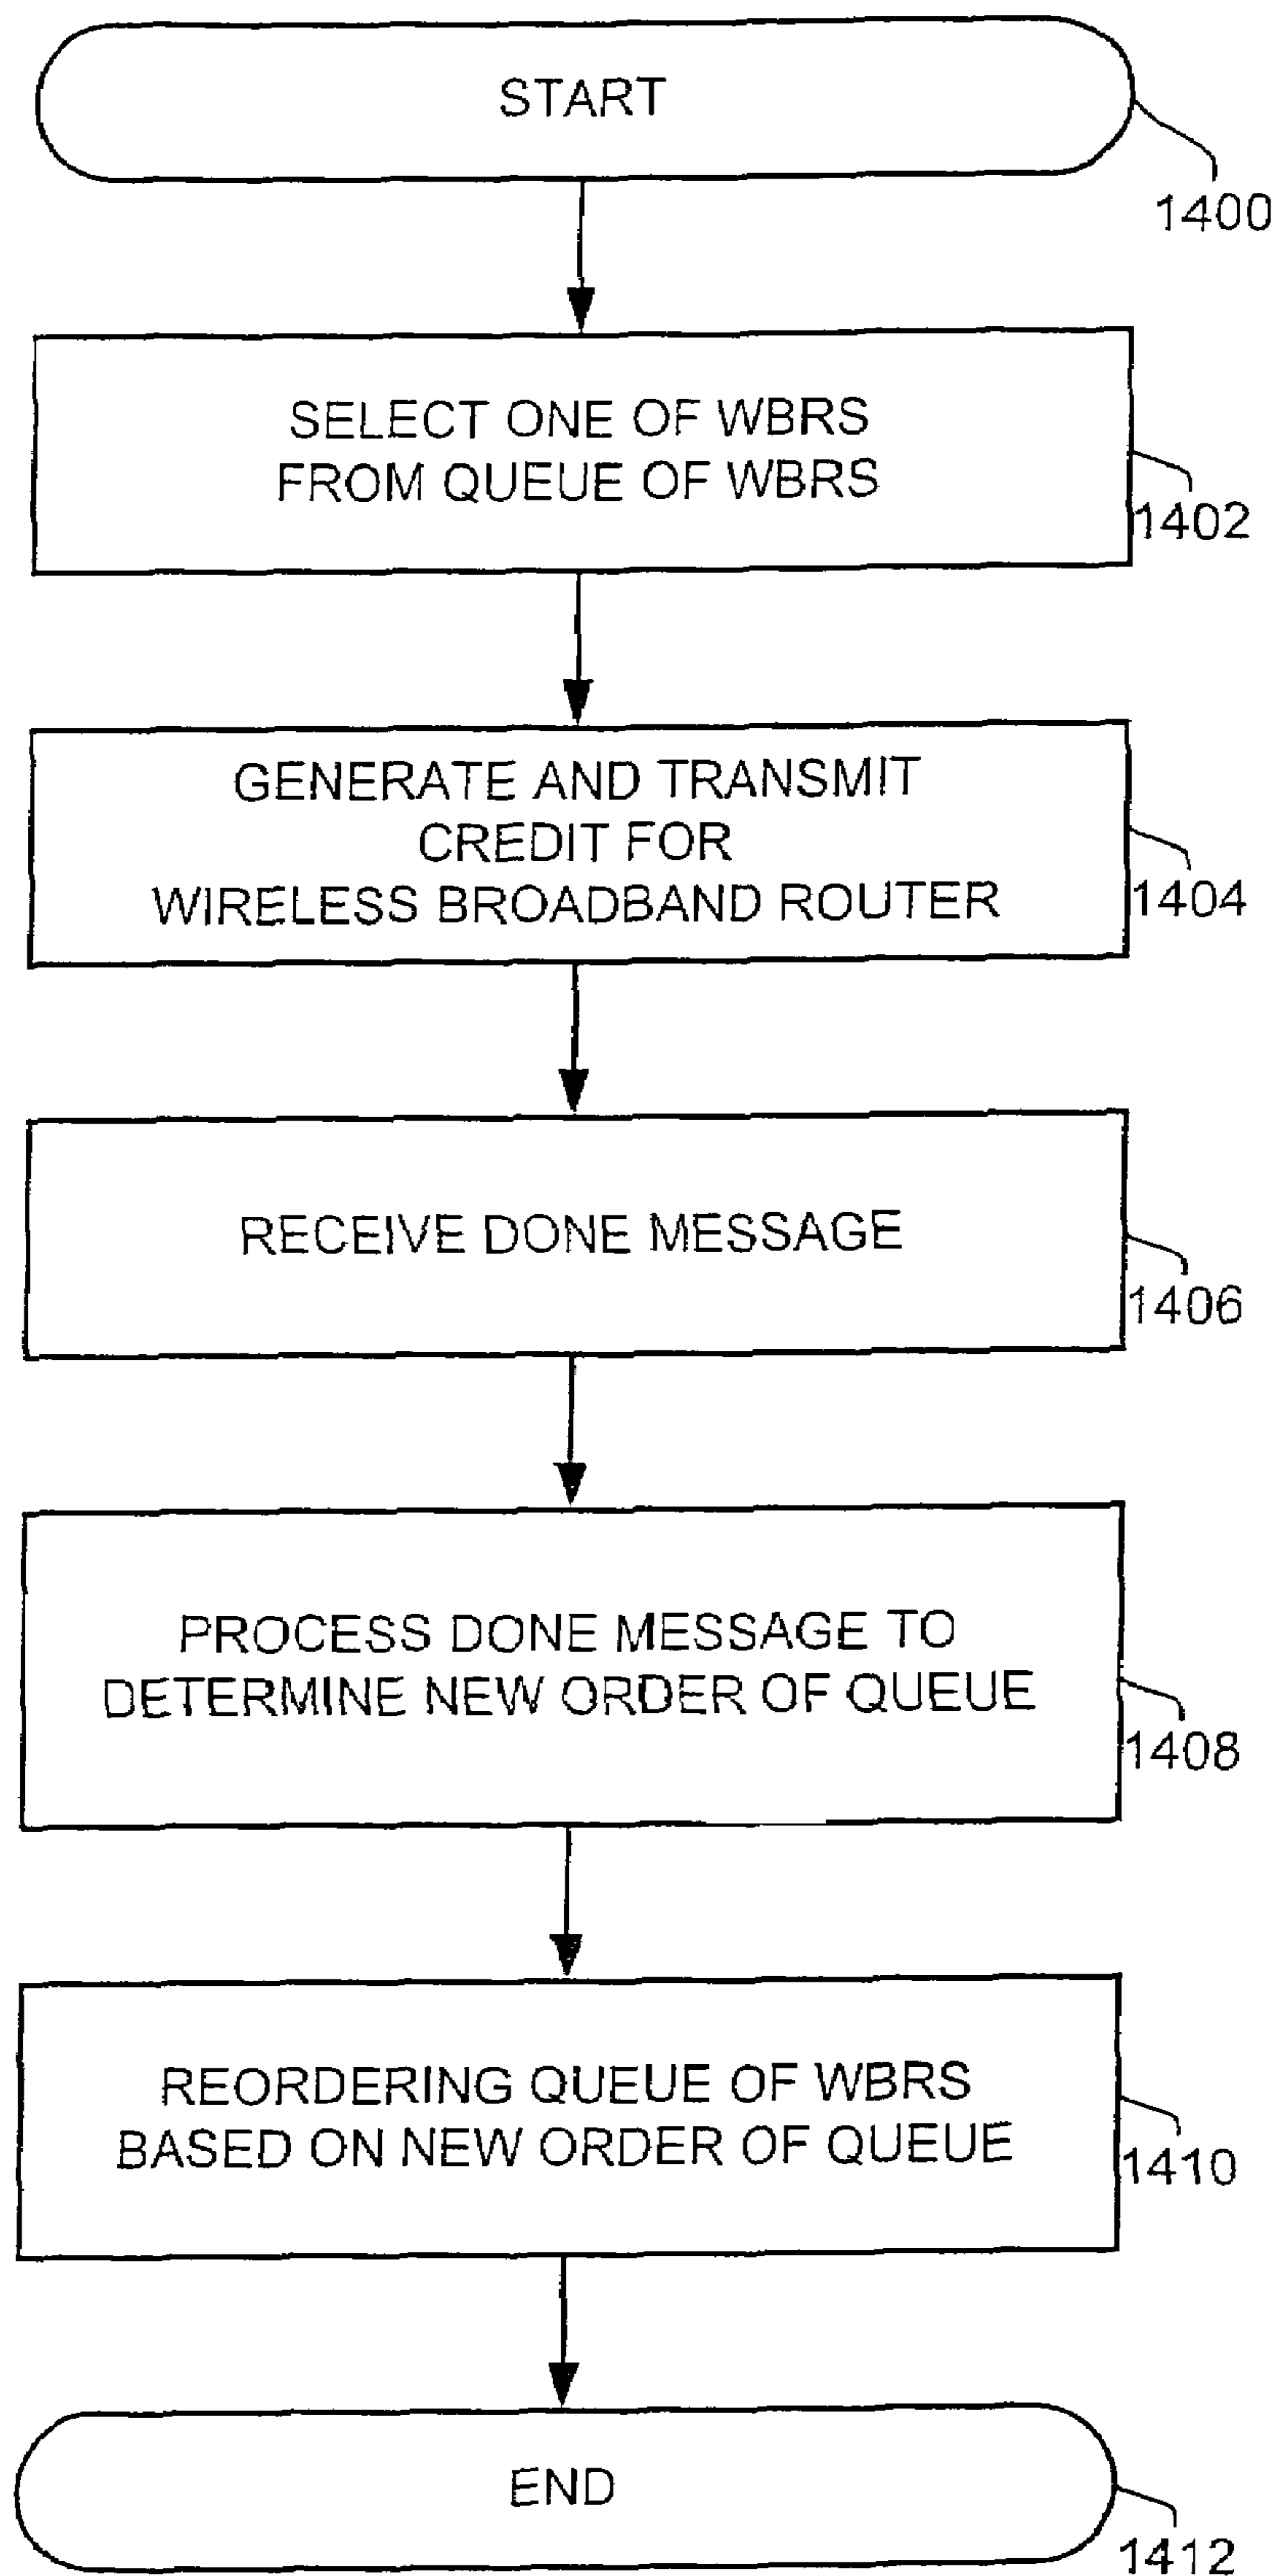 START
1400
SELECT ONE OF WBRS
FROM QUEUE OF WBRS
1402
GENERATE AND TRANSMIT
CREDIT FOR
WIRELESS BROADBAND ROUTER
1404
RECEIVE DONE MESSAGE
1406
PROCESS DONE MESSAGE TO
DETERMINE NEW ORDER OF QUEUE
1408
REORDERING QUEUE OF WBRS
BASED ON NEW ORDER OF QUEUE
1410
END
1412